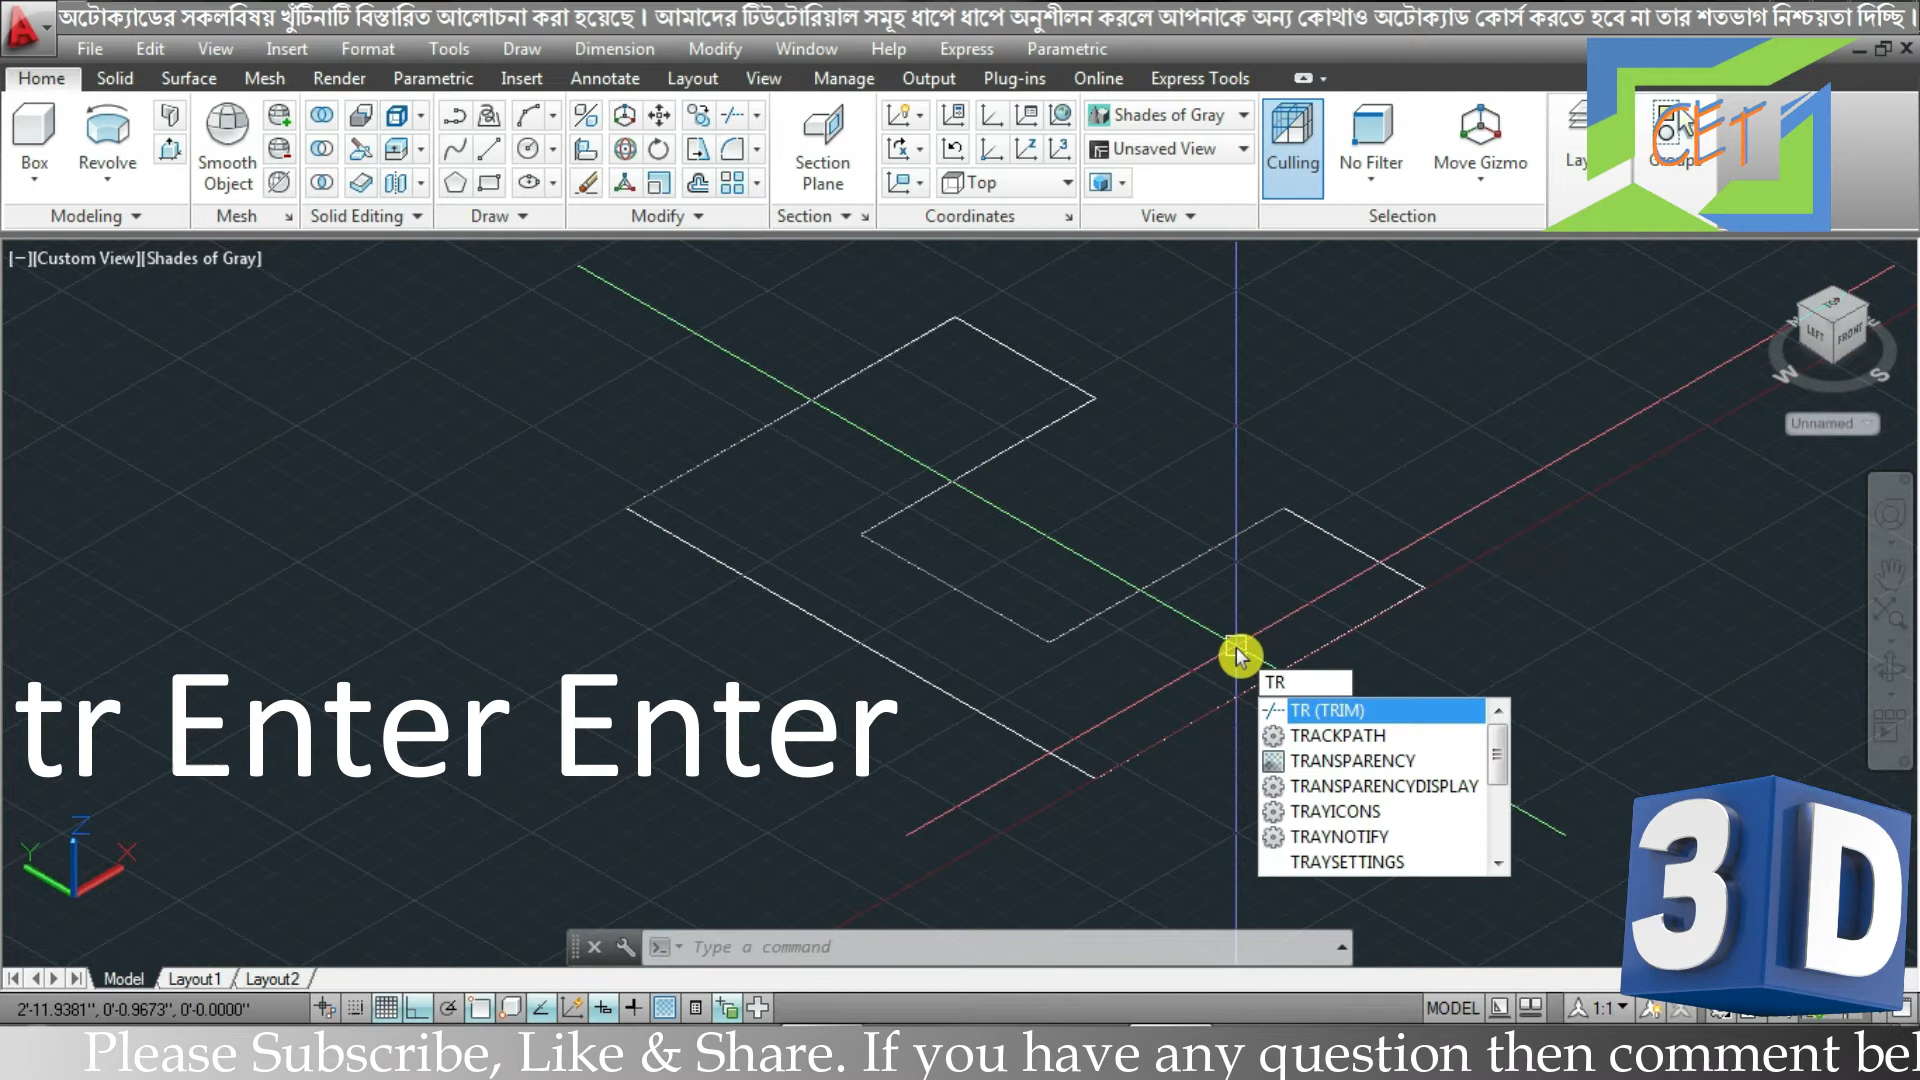 অটোক্যাডের সকলবিষয় খুঁটিনাটি বিস্তারিত আলোচনা করা হয়েছে। আমাদের টিউটোরিয়াল সমূহ ধাপে ধাপে অনুশীলন করলে আপনাকে অন্য কোথাও অটোক্যাড কোর্স করতে হবে না তার শতভাগ নিশ্চয়তা দিচ্ছি।
File Edit View Insert Format Tools Draw Dimension Modify Window Help Express Parametric
Home Solid Surface Mesh Render Parametric Insert Annotate Layout View Manage Output Plug-ins Online Express Tools
Shades of Gray
Unsaved View
Top
Box Revolve Smooth Object Section Plane Culling No Filter Move Gizmo
CET
Modeling Mesh Solid Editing Draw Modify Section Coordinates View Selection
[−][Custom View][Shades of Gray]
TOP
LEFT FRONT
W S
Unnamed
TR
TR (TRIM)
TRACKPATH
TRANSPARENCY
TRANSPARENCYDISPLAY
TRAYICONS
TRAYNOTIFY
TRAYSETTINGS
tr Enter Enter
Z
Y X
3D
Type a command
Model Layout1 Layout2
2'-11.9381", 0'-0.9673", 0'-0.0000"
MODEL 1:1
Please Subscribe, Like & Share. If you have any question then comment bel